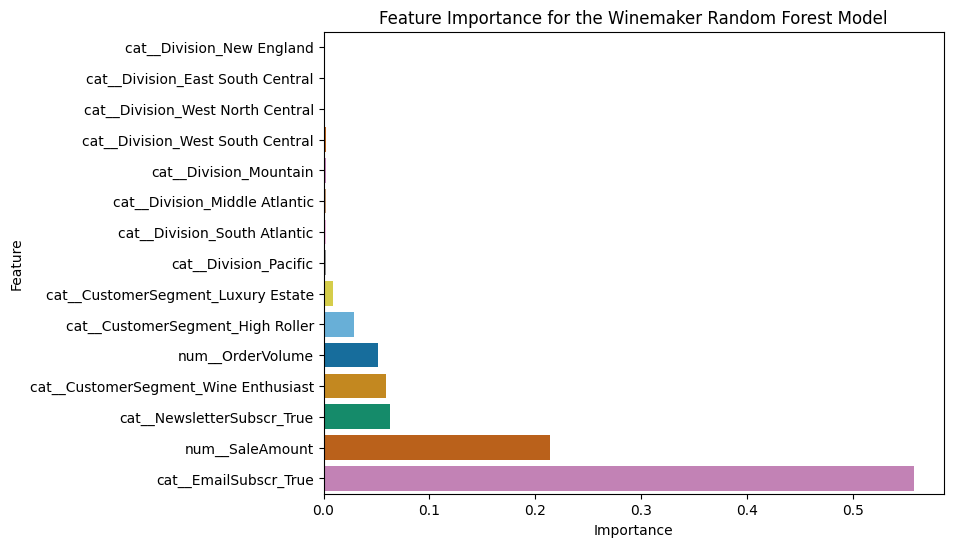 Feature Importance for the Winemaker Random Forest Model
Feature
cat__Division_New England
cat__Division_East South Central
cat__Division_West North Central
cat__Division_West South Central
cat__Division_Mountain
cat__Division_Middle Atlantic
cat__Division_South Atlantic
cat__Division_Pacific
cat__CustomerSegment_Luxury Estate
cat__CustomerSegment_High Roller
num__OrderVolume
cat__CustomerSegment_Wine Enthusiast
cat__NewsletterSubscr_True
num__SaleAmount
cat__EmailSubscr_True
0.0 0.1 0.2 0.3 0.4 0.5
Importance